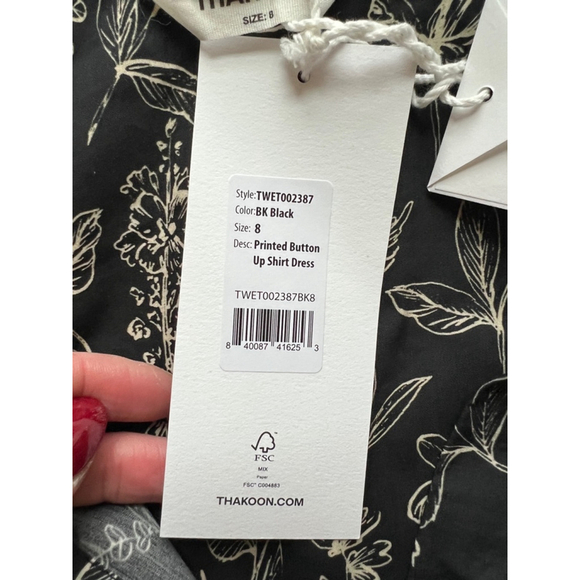 SIZE: 8
Style:TWET002387
Color:BK Black
Size: 8
Desc: Printed Button
Up Shirt Dress
TWET002387BK8
8 40087 41625 3
FSC
MIX
Paper
FSC® C004883
THAKOON.COM